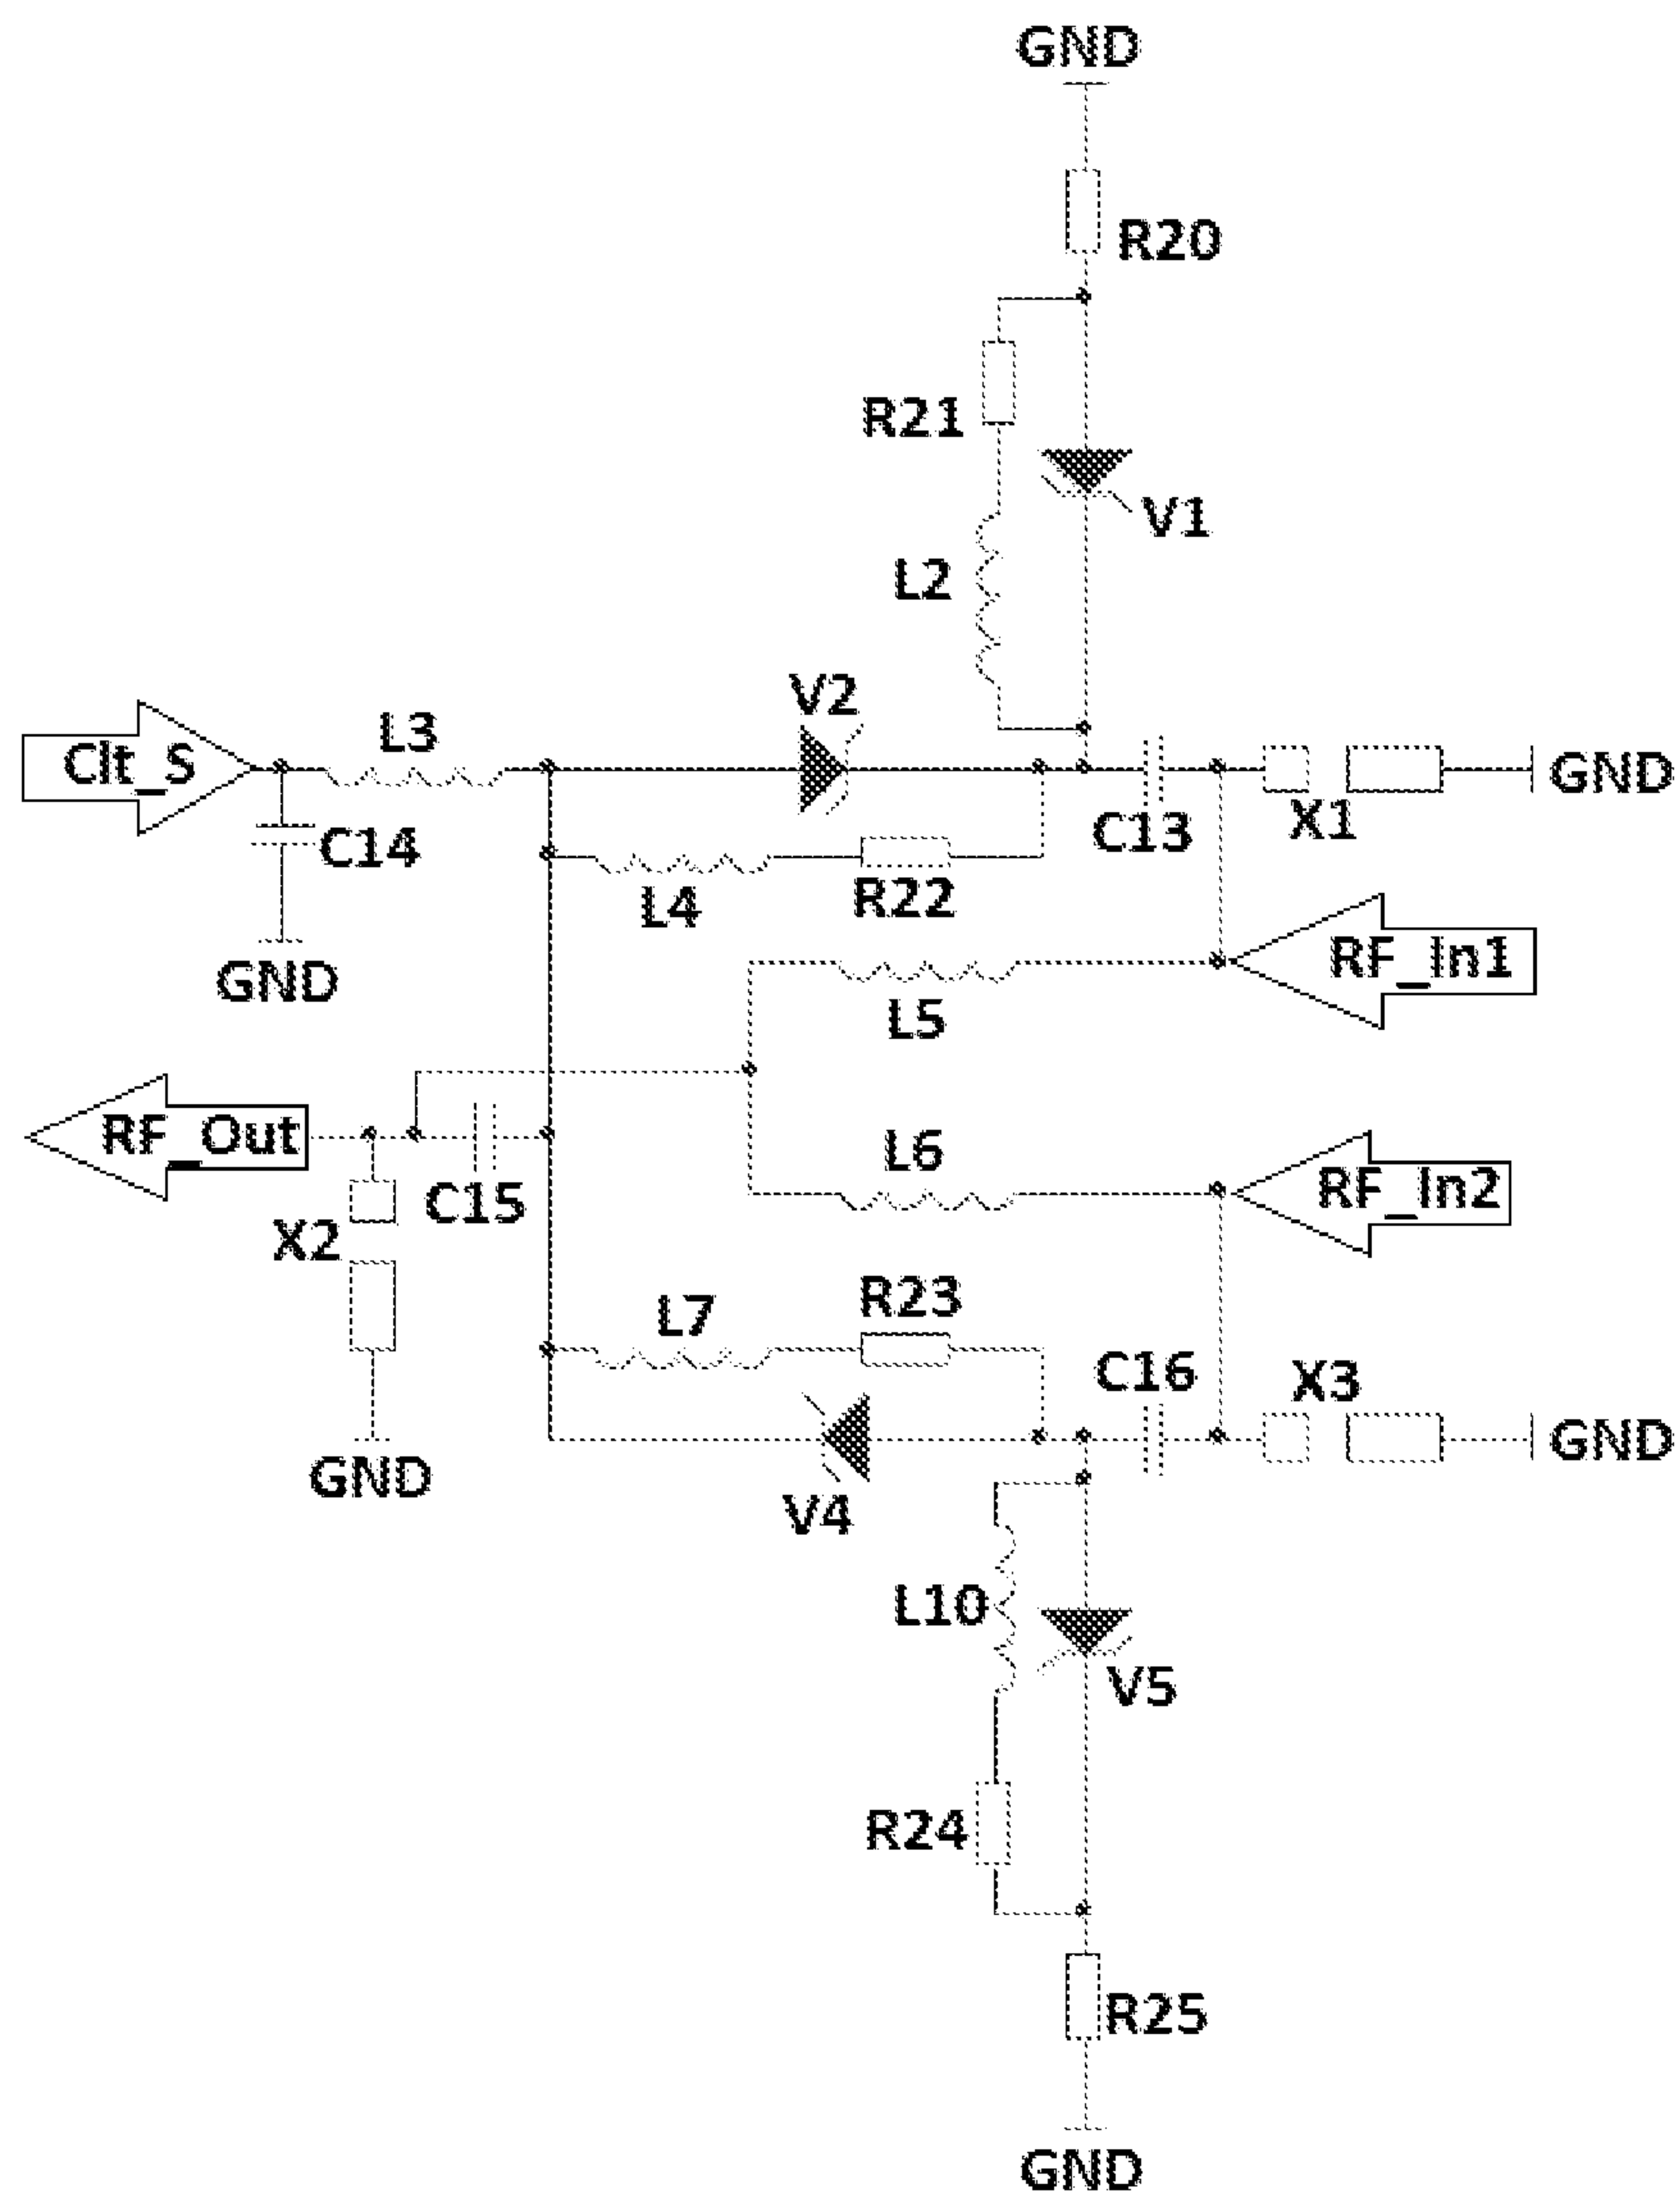 GND
R20
R21
V1
L2
V2
L3
Clt_S
C14
C13
X1
GND
L4
R22
GND
RF_In1
L5
RF_Out
L6
RF_In2
C15
X2
L7
R23
C16
X3
GND
GND
V4
L10
V5
R24
R25
GND